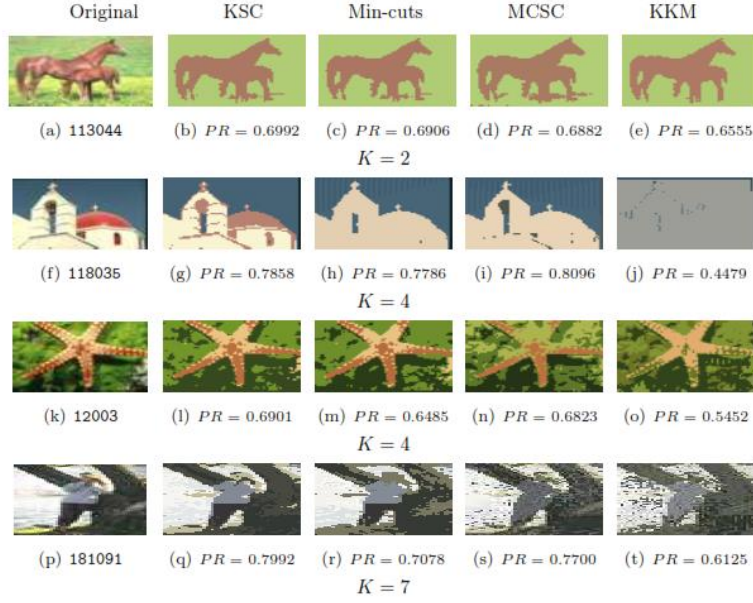 Original KSC Min-cuts MCSC KKM
(a) 113044 (b) PR = 0.6992 (c) PR = 0.6906 (d) PR = 0.6882 (e) PR = 0.6555
K = 2
(f) 118035 (g) PR = 0.7858 (h) PR = 0.7786 (i) PR = 0.8096 (j) PR = 0.4479
K = 4
(k) 12003 (l) PR = 0.6901 (m) PR = 0.6485 (n) PR = 0.6823 (o) PR = 0.5452
K = 4
(p) 181091 (q) PR = 0.7992 (r) PR = 0.7078 (s) PR = 0.7700 (t) PR = 0.6125
K = 7